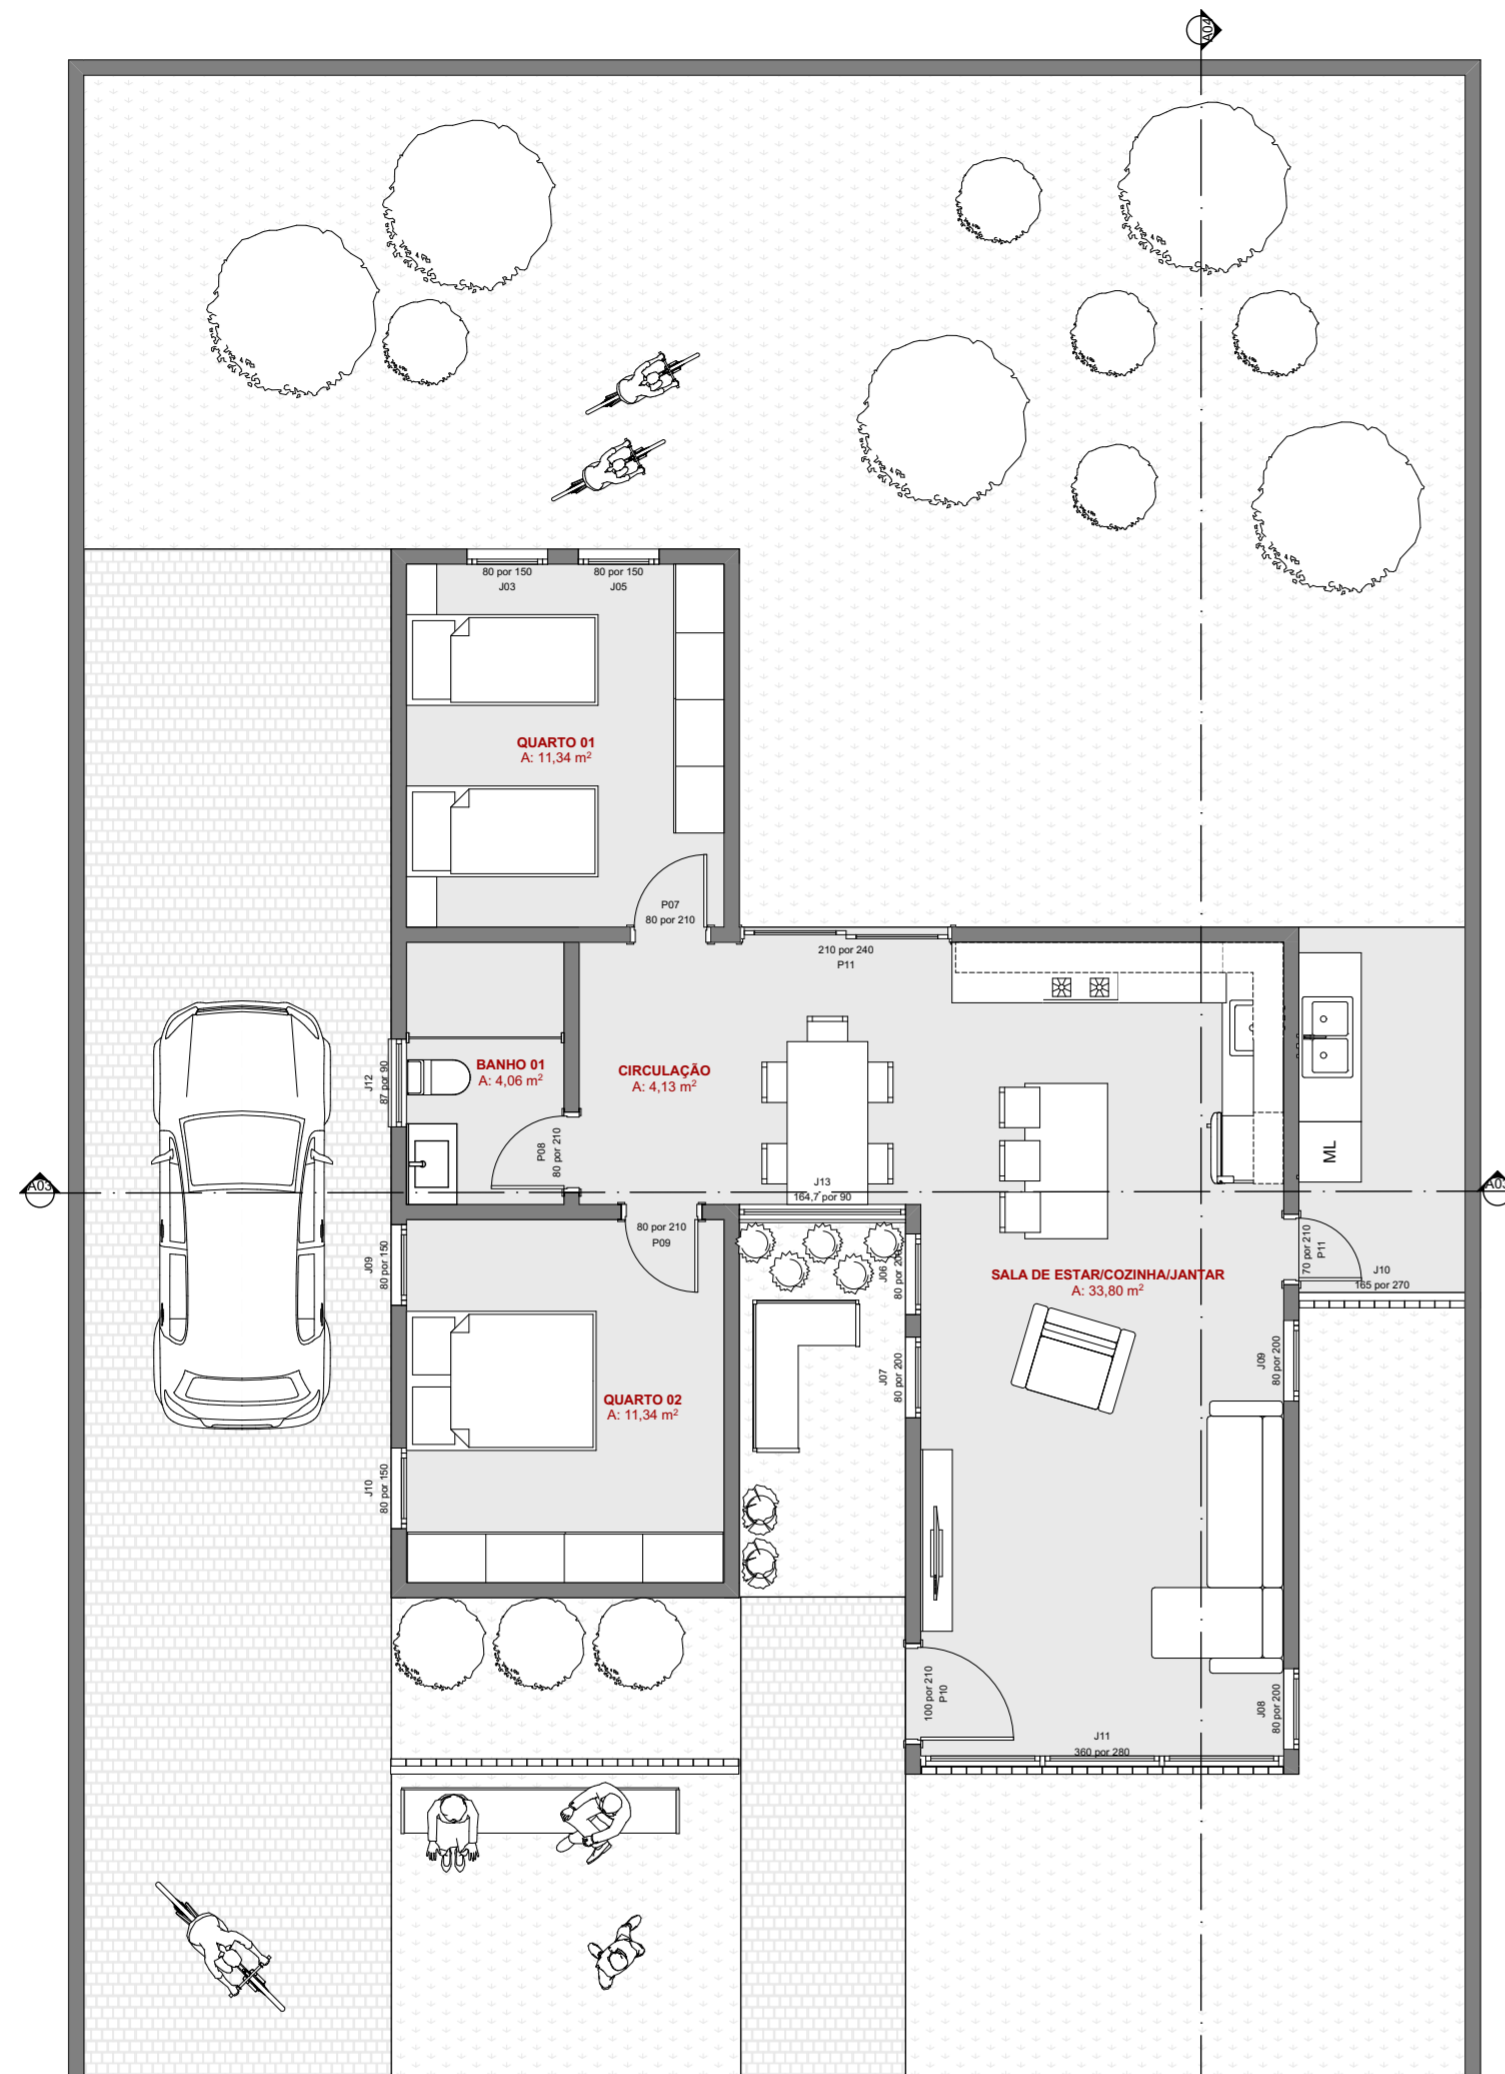 A04
80 por 150
J03
80 por 150
J05
QUARTO 01
A: 11,34 m²
P07
80 por 210
210 por 240
P11
J12
87 por 90
BANHO 01
A: 4,06 m²
CIRCULAÇÃO
A: 4,13 m²
P08
80 por 210
ML
A03
J13
164,7 por 90
A03
80 por 210
P09
J09
80 por 150
J06
80 por 200
SALA DE ESTAR/COZINHA/JANTAR
A: 33,80 m²
70 por 210
P11
J10
165 por 270
J07
80 por 200
J09
80 por 200
QUARTO 02
A: 11,34 m²
J10
80 por 150
100 por 210
P10
J08
80 por 200
J11
360 por 280